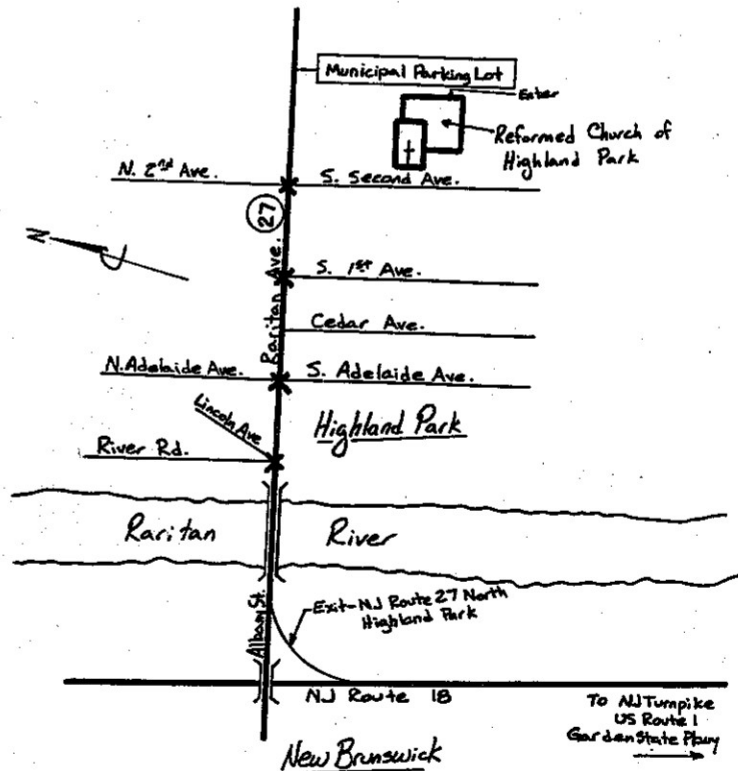 Municipal Parking Lot
Enter
Reformed Church of
Highland Park
N. 2nd Ave.
S. Second Ave.
27
N
Raritan Ave.
S. 1st Ave.
Cedar Ave.
N. Adelaide Ave.
S. Adelaide Ave.
Lincoln Ave
Highland Park
River Rd.
Raritan River
Albany St.
Exit-NJ Route 27 North
Highland Park
NJ Route 18
To NJ Turnpike
US Route 1
Garden State Pkwy
New Brunswick